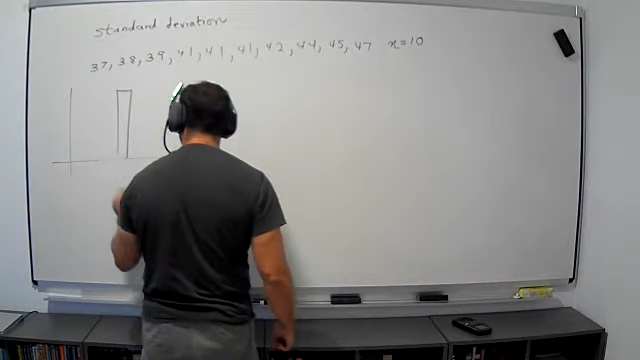 standard deviation
37, 38, 39, 41, 41, 41, 42, 44, 45, 47 n=10